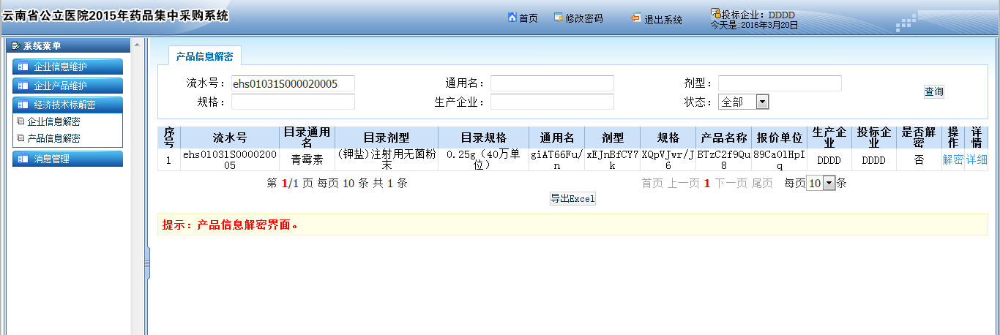 云南省公立医院2015年药品集中采购系统
首页
修改密码
退出系统
投标企业：DDDD
今天是:2016年3月20日
系统菜单
企业信息维护
企业产品维护
经济技术标解密
企业信息解密
产品信息解密
消息管理
产品信息解密
流水号： ehs01031S000020005 通用名： 剂型：
规格： 生产企业： 状态： 全部
查询
序号 流水号 目录通用名 目录剂型 目录规格 通用名 剂型 规格 产品名称 报价单位 生产企业 投标企业 是否解密 操作 详情
1 ehs01031S000020005 青霉素 (钾盐)注射用无菌粉末 0.25g（40万单位） giAT66Fu/n xEJnBfCY7k XQpVJwr/J6 BTzC2f9Qu8 89Ca0lHpIq DDDD DDDD 否 解密 详细
第 1/1 页 每页 10 条 共 1 条 首页 上一页 1 下一页 尾页 每页 10 条
导出Excel
提示：产品信息解密界面。